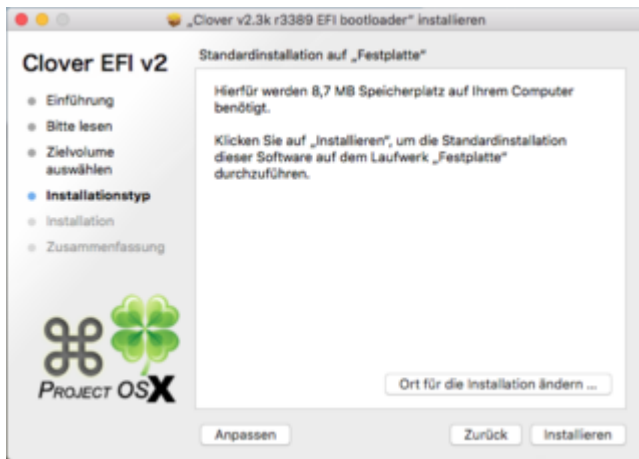 „Clover v2.3k r3389 EFI bootloader“ installieren
Clover EFI v2
Standardinstallation auf „Festplatte“
Einführung
Bitte lesen
Zielvolume
auswählen
Installationstyp
Installation
Zusammenfassung
Hierfür werden 8,7 MB Speicherplatz auf Ihrem Computer
benötigt.
Klicken Sie auf „Installieren“, um die Standardinstallation
dieser Software auf dem Laufwerk „Festplatte“
durchzuführen.
PROJECT OSX
Ort für die Installation ändern ...
Anpassen
Zurück
Installieren